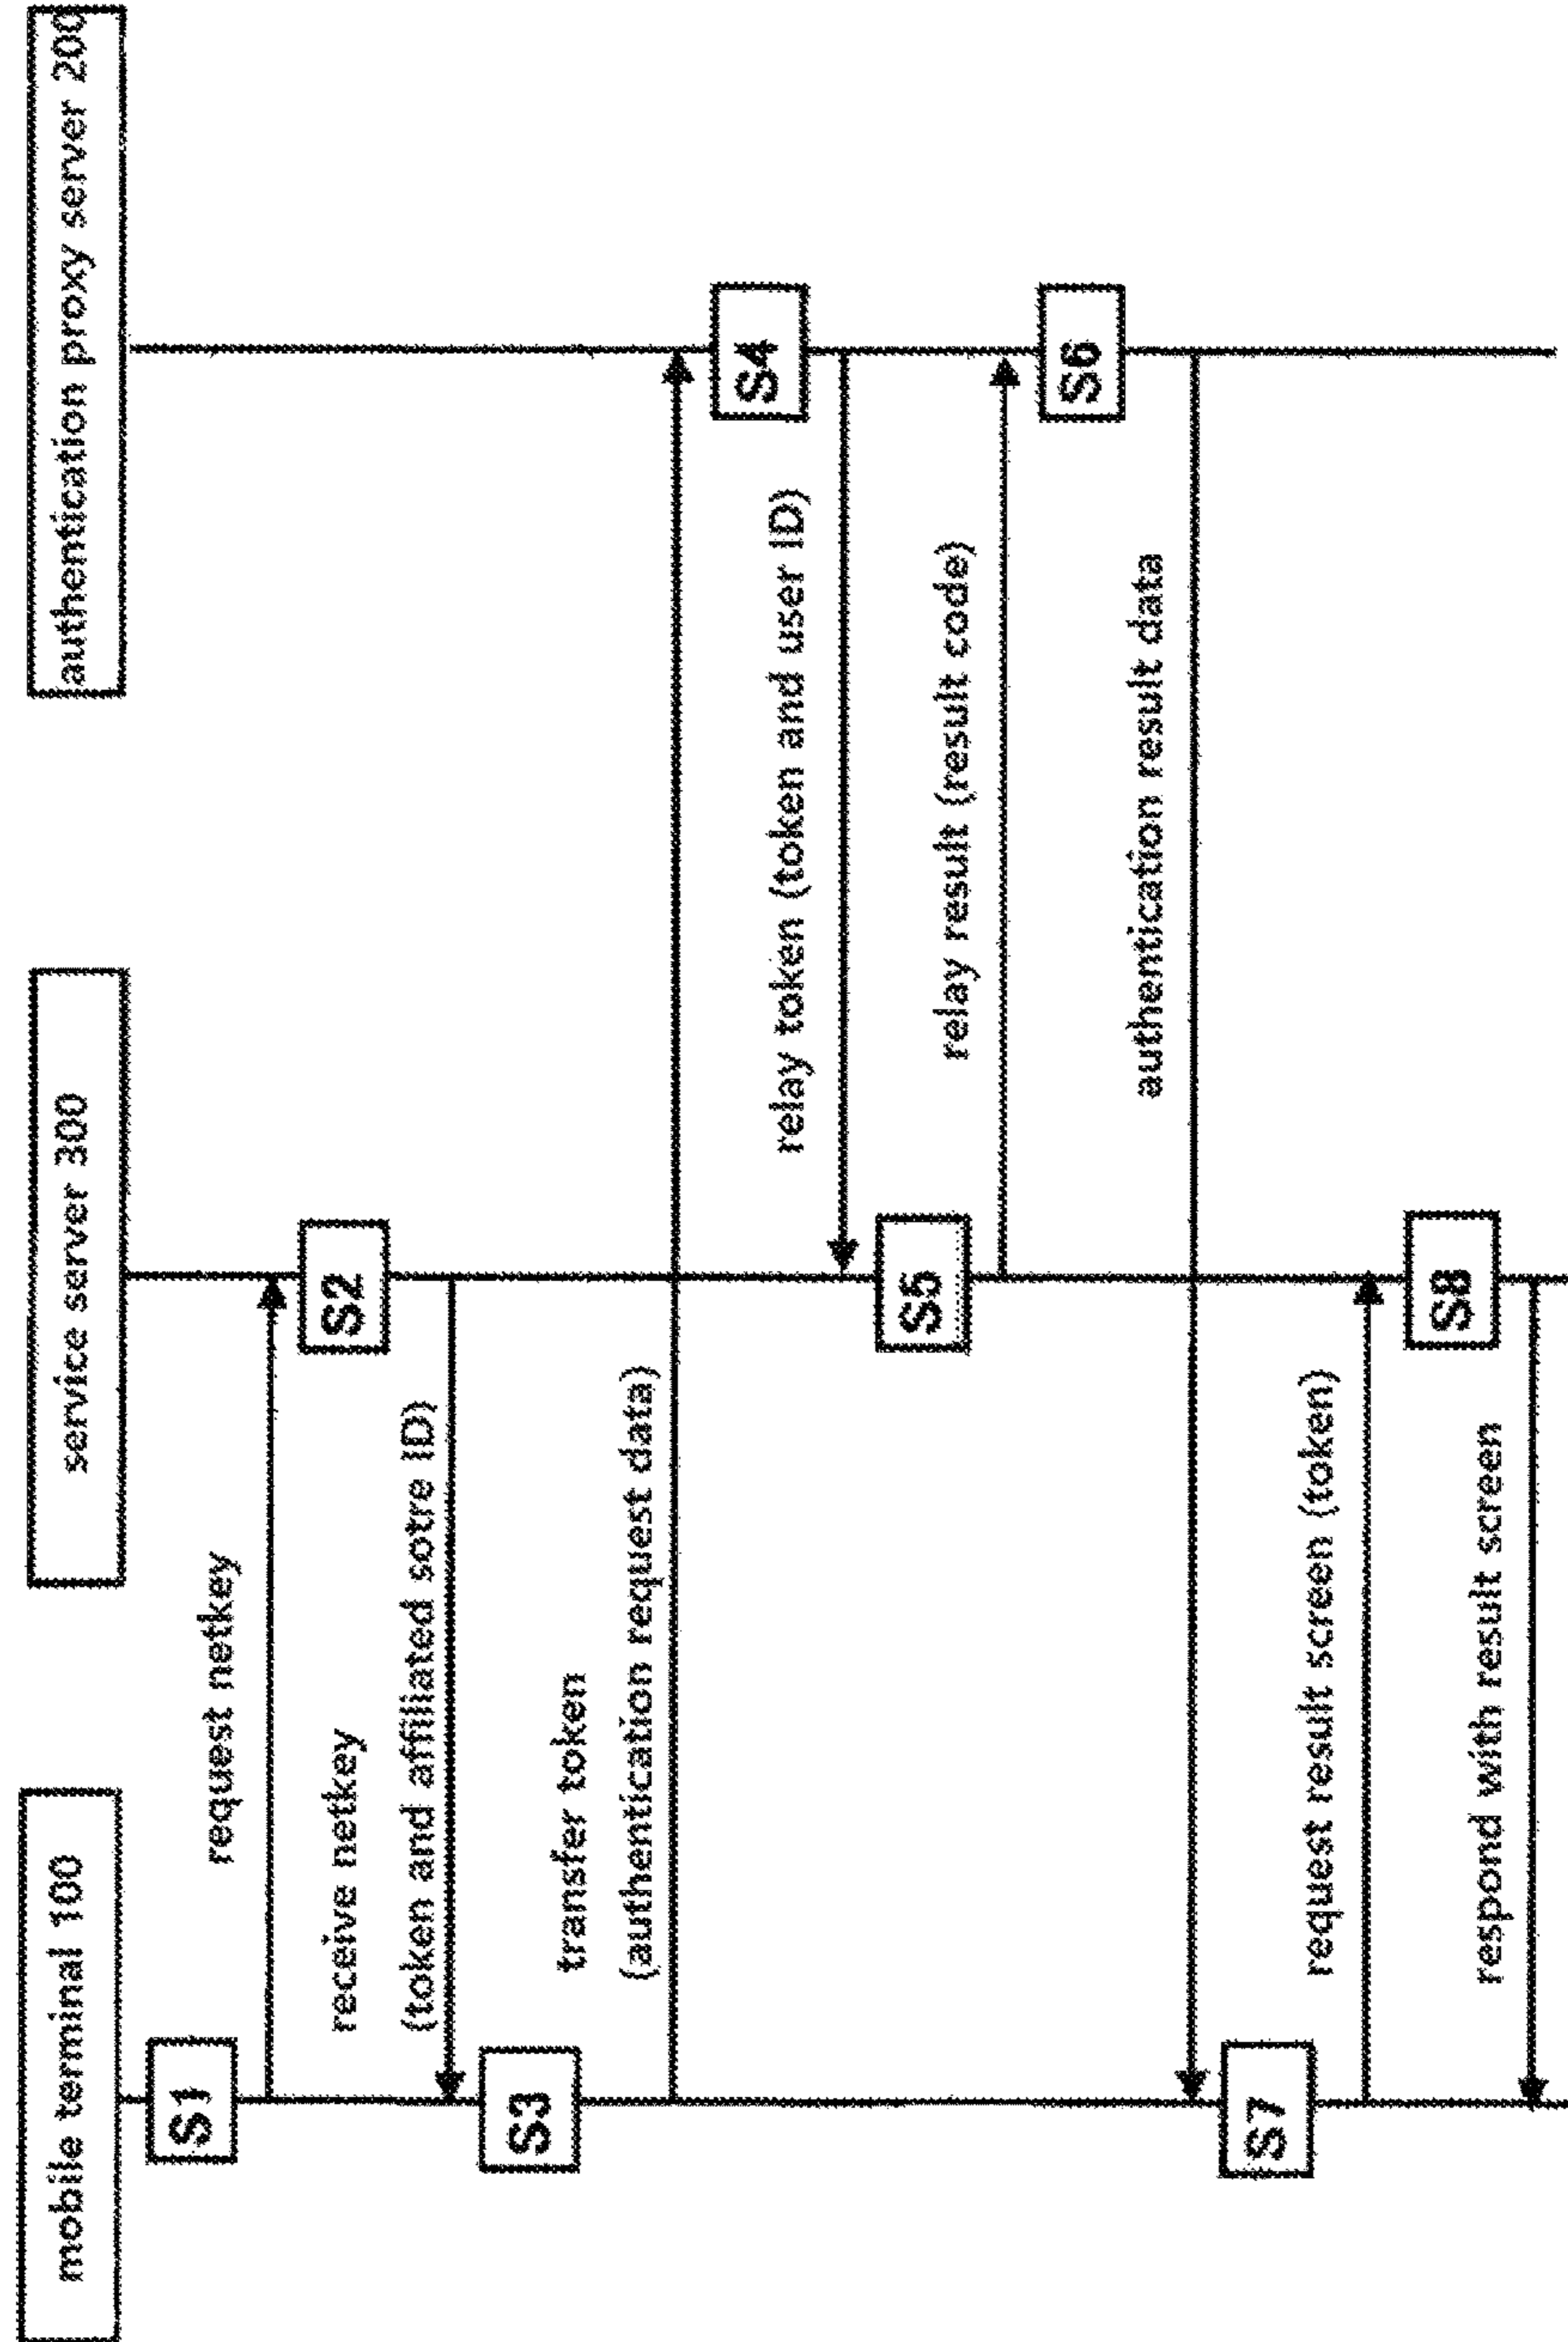 mobile terminal 100
service server 300
authentication proxy server 200
S1
request netkey
S2
receive netkey
(token and affiliated sotre ID)
S3
transfer token
(authentication request data)
S4
relay token (token and user ID)
S5
relay result (result code)
S6
authentication result data
S7
request result screen (token)
S8
respond with result screen